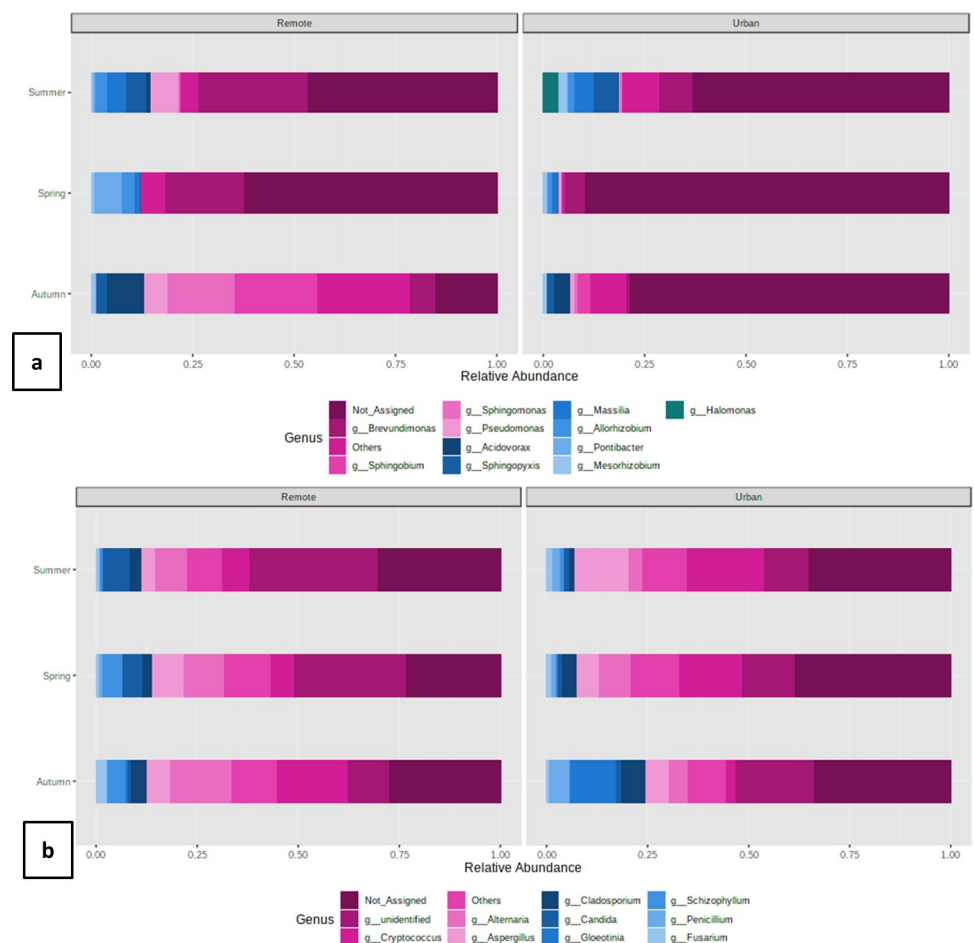 Remote Urban
Summer
Spring
Autumn
a
0.00 0.25 0.50 0.75 1.00 0.00 0.25 0.50 0.75 1.00
Relative Abundance
Genus
Not_Assigned g__Sphingomonas g__Massilia g__Halomonas
g__Brevundimonas g__Pseudomonas g__Allorhizobium
Others g__Acidovorax g__Pontibacter
g__Sphingobium g__Sphingopyxis g__Mesorhizobium
Remote Urban
Summer
Spring
Autumn
b
0.00 0.25 0.50 0.75 1.00 0.00 0.25 0.50 0.75 1.00
Relative Abundance
Genus
Not_Assigned Others g__Cladosporium g__Schizophyllum
g__unidentified g__Alternaria g__Candida g__Penicillium
g__Cryptococcus g__Aspergillus g__Gloeotinia g__Fusarium